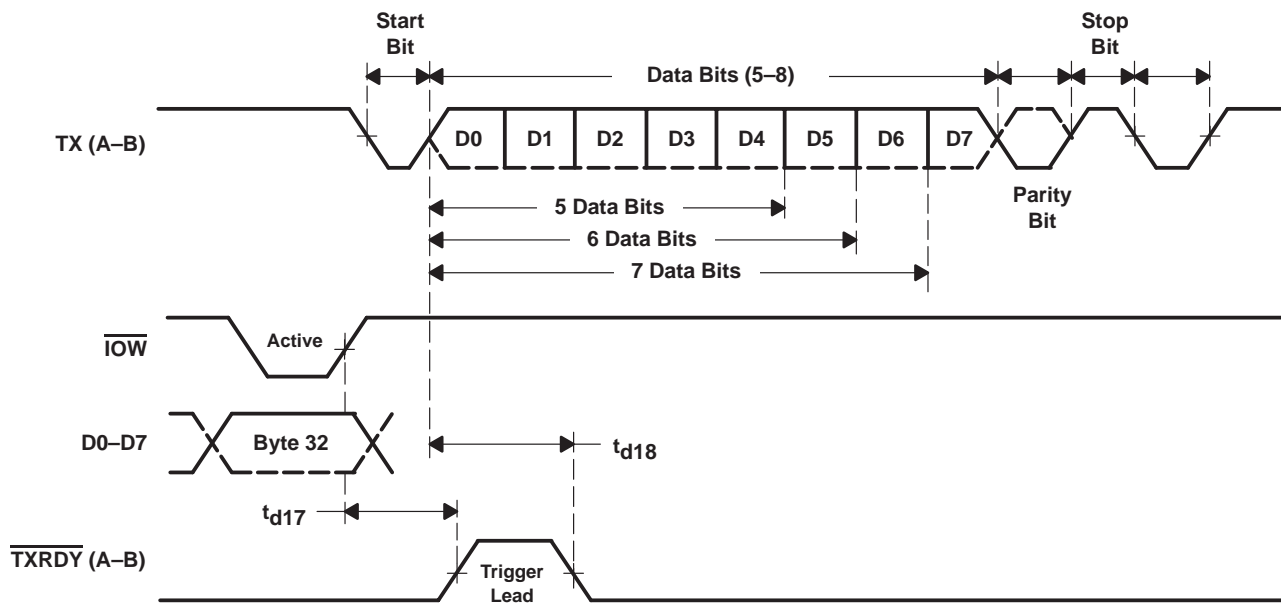 Start
Bit
Stop
Bit
Data Bits (5–8)
TX (A–B)
D0 D1 D2 D3 D4 D5 D6 D7
Parity
Bit
5 Data Bits
6 Data Bits
7 Data Bits
IOW
Active
D0–D7
Byte 32
td18
td17
TXRDY (A–B)
Trigger
Lead